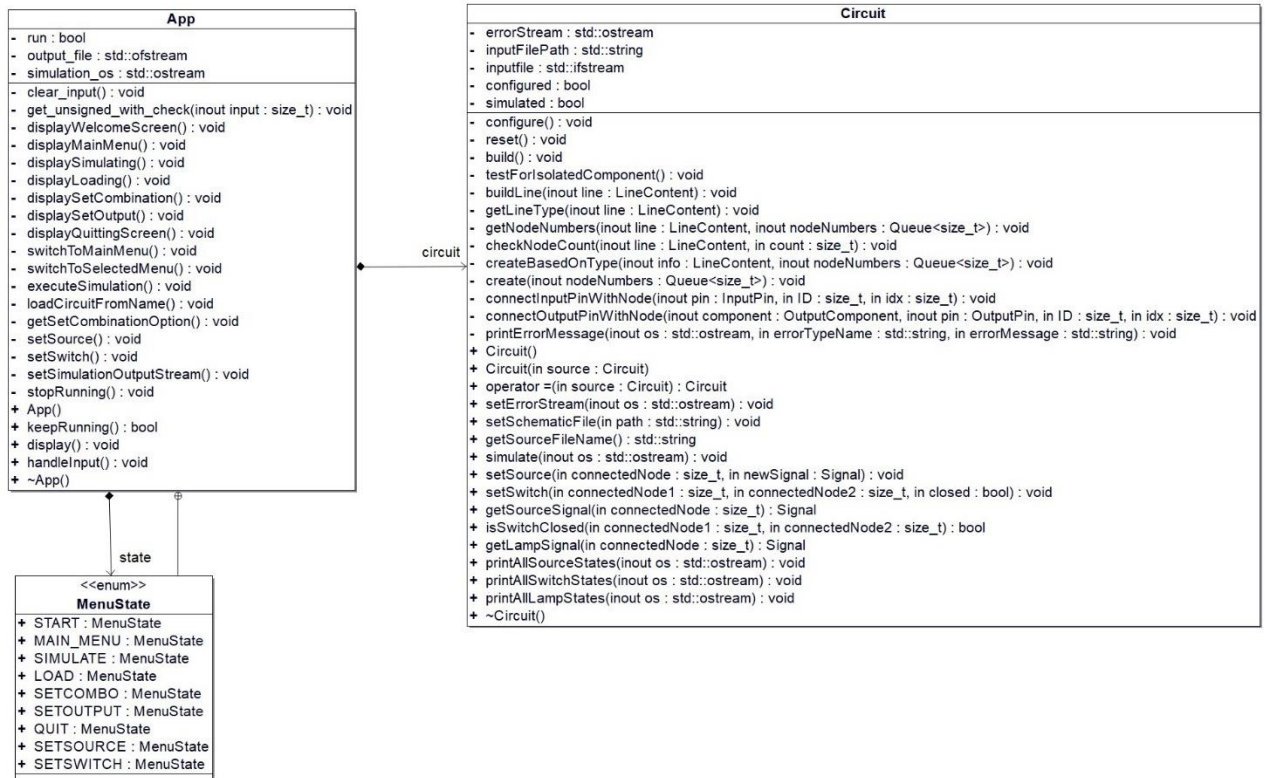 App
- run : bool
- output_file : std::ofstream
- simulation_os : std::ostream
- clear_input() : void
- get_unsigned_with_check(inout input : size_t) : void
- displayWelcomeScreen() : void
- displayMainMenu() : void
- displaySimulating() : void
- displayLoading() : void
- displaySetCombination() : void
- displaySetOutput() : void
- displayQuittingScreen() : void
- switchToMainMenu() : void
- switchToSelectedMenu() : void
- executeSimulation() : void
- loadCircuitFromName() : void
- getSetCombinationOption() : void
- setSource() : void
- setSwitch() : void
- setSimulationOutputStream() : void
- stopRunning() : void
+ App()
+ keepRunning() : bool
+ display() : void
+ handleInput() : void
+ ~App()
circuit
Circuit
- errorStream : std::ostream
- inputFilePath : std::string
- inputfile : std::ifstream
- configured : bool
- simulated : bool
- configure() : void
- reset() : void
- build() : void
- testForIsolatedComponent() : void
- buildLine(inout line : LineContent) : void
- getLineType(inout line : LineContent) : void
- getNodeNumbers(inout line : LineContent, inout nodeNumbers : Queue<size_t>) : void
- checkNodeCount(inout line : LineContent, in count : size_t) : void
- createBasedOnType(inout info : LineContent, inout nodeNumbers : Queue<size_t>) : void
- create(inout nodeNumbers : Queue<size_t>) : void
- connectInputPinWithNode(inout pin : InputPin, in ID : size_t, in idx : size_t) : void
- connectOutputPinWithNode(inout component : OutputComponent, inout pin : OutputPin, in ID : size_t, in idx : size_t) : void
- printErrorMessage(inout os : std::ostream, in errorTypeName : std::string, in errorMessage : std::string) : void
+ Circuit()
+ Circuit(in source : Circuit)
+ operator =(in source : Circuit) : Circuit
+ setErrorStream(inout os : std::ostream) : void
+ setSchematicFile(in path : std::string) : void
+ getSourceFileName() : std::string
+ simulate(inout os : std::ostream) : void
+ setSource(in connectedNode : size_t, in newSignal : Signal) : void
+ setSwitch(in connectedNode1 : size_t, in connectedNode2 : size_t, in closed : bool) : void
+ getSourceSignal(in connectedNode : size_t) : Signal
+ isSwitchClosed(in connectedNode1 : size_t, in connectedNode2 : size_t) : bool
+ getLampSignal(in connectedNode : size_t) : Signal
+ printAllSourceStates(inout os : std::ostream) : void
+ printAllSwitchStates(inout os : std::ostream) : void
+ printAllLampStates(inout os : std::ostream) : void
+ ~Circuit()
state
<<enum>>
MenuState
+ START : MenuState
+ MAIN_MENU : MenuState
+ SIMULATE : MenuState
+ LOAD : MenuState
+ SETCOMBO : MenuState
+ SETOUTPUT : MenuState
+ QUIT : MenuState
+ SETSOURCE : MenuState
+ SETSWITCH : MenuState